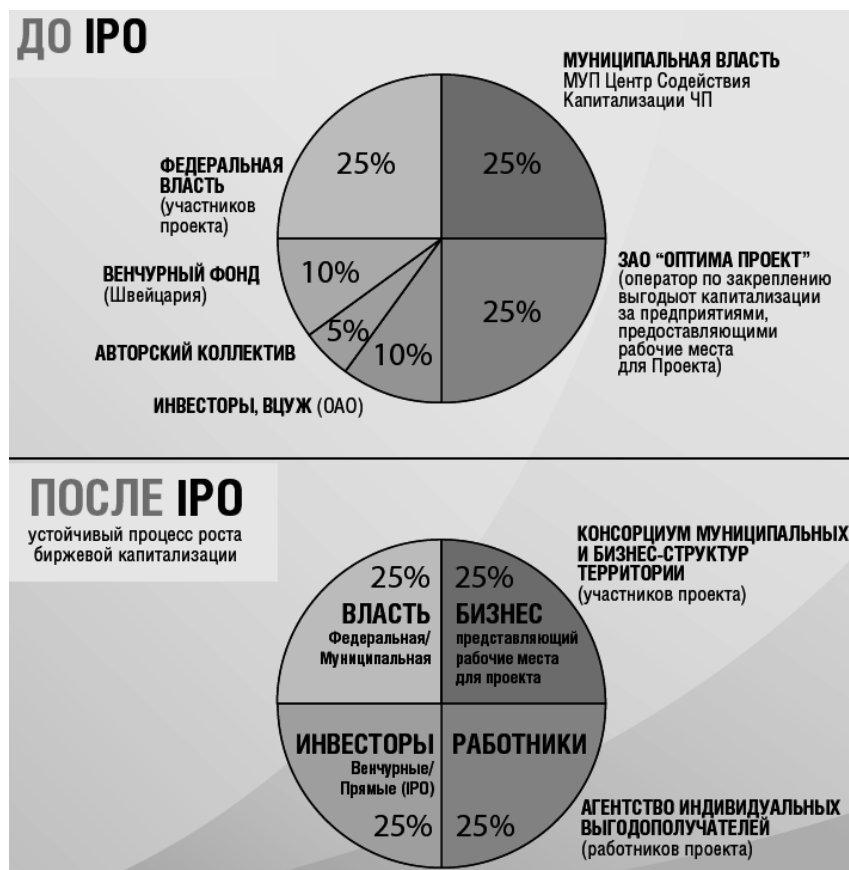 ДО IPO
МУНИЦИПАЛЬНАЯ ВЛАСТЬ
МУП Центр Содействия
Капитализации ЧП
25%
25%
ФЕДЕРАЛЬНАЯ
ВЛАСТЬ
(участников
проекта)
ВЕНЧУРНЫЙ ФОНД
(Швейцария)
10%
ЗАО “ОПТИМА ПРОЕКТ”
(оператор по закреплению
выгодыот капитализации
за предприятиями,
предоставляющими
рабочие места
для Проекта)
25%
5%
10%
АВТОРСКИЙ КОЛЛЕКТИВ
ИНВЕСТОРЫ, ВЦУЖ (ОАО)
ПОСЛЕ IPO
устойчивый процесс роста
биржевой капитализации
КОНСОРЦИУМ МУНИЦИПАЛЬНЫХ
И БИЗНЕС-СТРУКТУР
ТЕРРИТОРИИ
(участников проекта)
25%
ВЛАСТЬ
Федеральная/
Муниципальная
25%
БИЗНЕС
представляющий
рабочие места
для проекта
ИНВЕСТОРЫ
Венчурные/
Прямые (IPO)
25%
РАБОТНИКИ
25%
АГЕНТСТВО ИНДИВИДУАЛЬНЫХ
ВЫГОДОПОЛУЧАТЕЛЕЙ
(работников проекта)